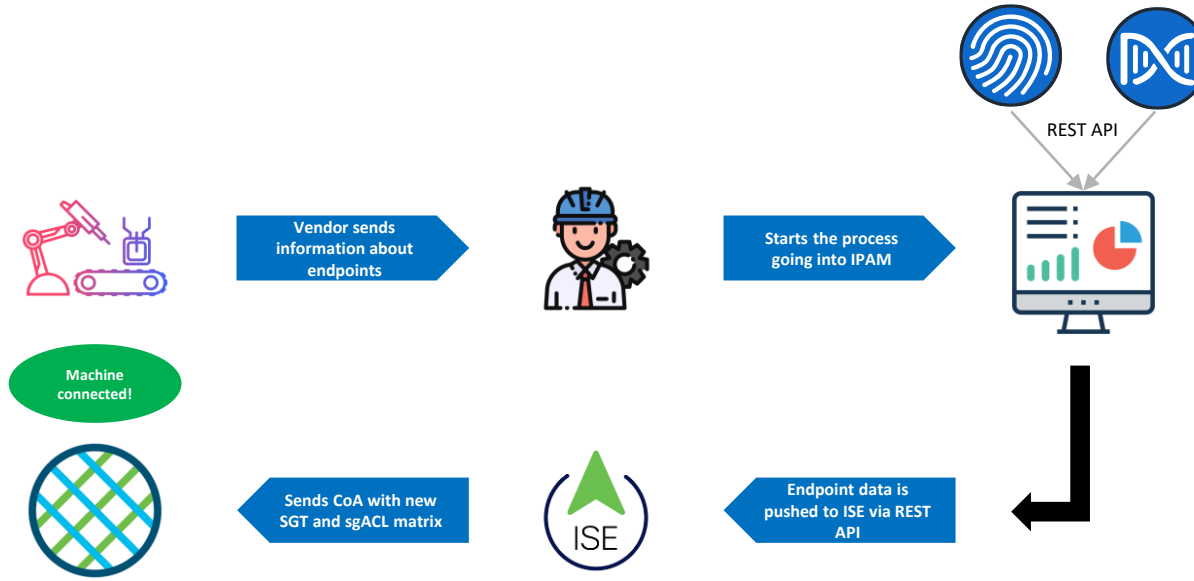 REST API
Vendor sends
information about
endpoints
Starts the process
going into IPAM
Machine
connected!
Sends CoA with new
SGT and sgACL matrix
ISE
Endpoint data is
pushed to ISE via REST
API